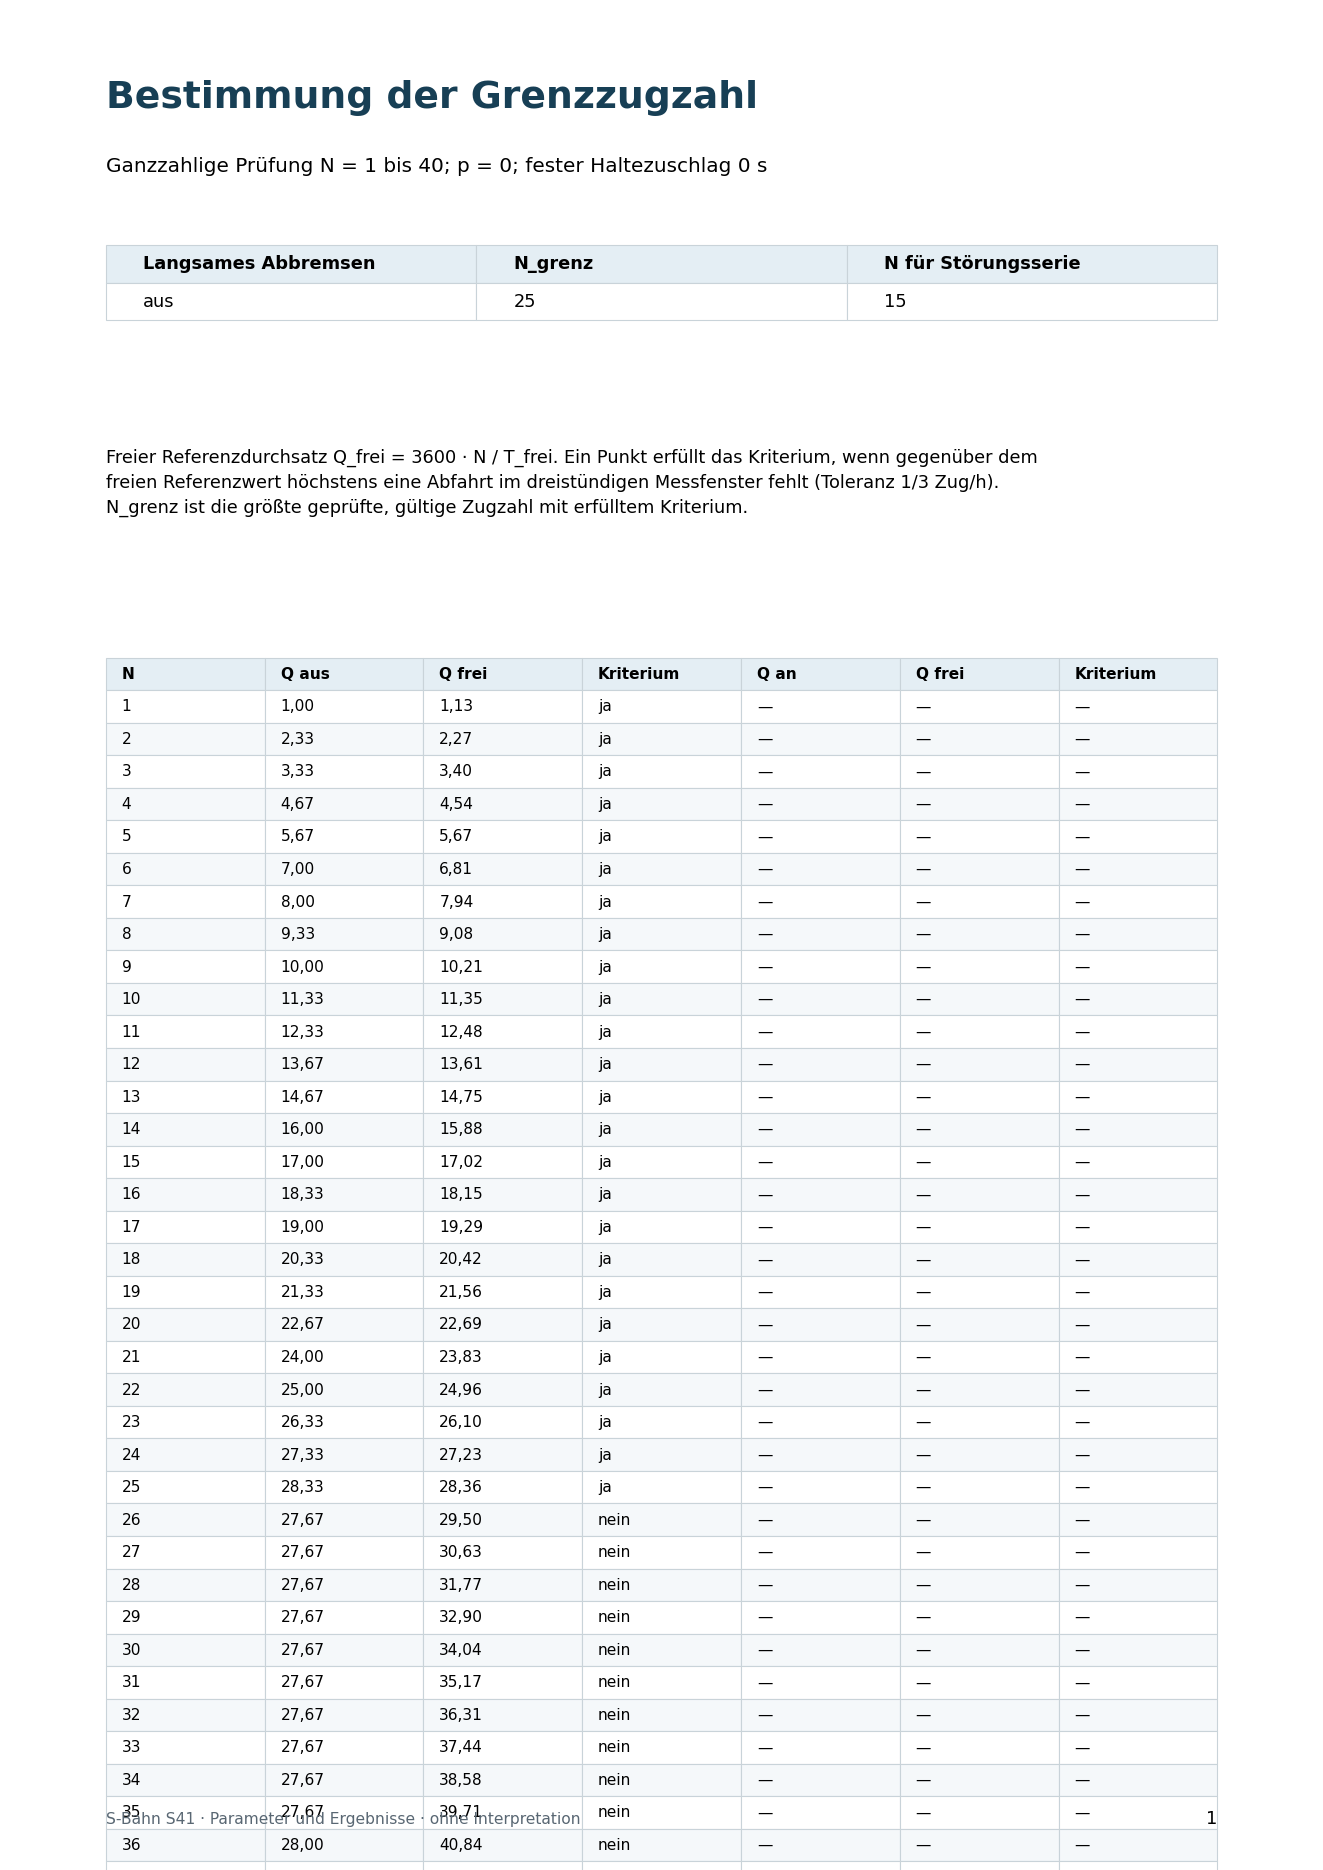 Bestimmung der Grenzzugzahl
Ganzzahlige Prüfung N = 1 bis 40; p = 0; fester Haltezuschlag 0 s
Langsames Abbremsen N_grenz N für Störungsserie
aus 25 15
Freier Referenzdurchsatz Q_frei = 3600 · N / T_frei. Ein Punkt erfüllt das Kriterium, wenn gegenüber dem
freien Referenzwert höchstens eine Abfahrt im dreistündigen Messfenster fehlt (Toleranz 1/3 Zug/h).
N_grenz ist die größte geprüfte, gültige Zugzahl mit erfülltem Kriterium.
N Q aus Q frei Kriterium Q an Q frei Kriterium
1 1,00 1,13 ja — — —
2 2,33 2,27 ja — — —
3 3,33 3,40 ja — — —
4 4,67 4,54 ja — — —
5 5,67 5,67 ja — — —
6 7,00 6,81 ja — — —
7 8,00 7,94 ja — — —
8 9,33 9,08 ja — — —
9 10,00 10,21 ja — — —
10 11,33 11,35 ja — — —
11 12,33 12,48 ja — — —
12 13,67 13,61 ja — — —
13 14,67 14,75 ja — — —
14 16,00 15,88 ja — — —
15 17,00 17,02 ja — — —
16 18,33 18,15 ja — — —
17 19,00 19,29 ja — — —
18 20,33 20,42 ja — — —
19 21,33 21,56 ja — — —
20 22,67 22,69 ja — — —
21 24,00 23,83 ja — — —
22 25,00 24,96 ja — — —
23 26,33 26,10 ja — — —
24 27,33 27,23 ja — — —
25 28,33 28,36 ja — — —
26 27,67 29,50 nein — — —
27 27,67 30,63 nein — — —
28 27,67 31,77 nein — — —
29 27,67 32,90 nein — — —
30 27,67 34,04 nein — — —
31 27,67 35,17 nein — — —
32 27,67 36,31 nein — — —
33 27,67 37,44 nein — — —
34 27,67 38,58 nein — — —
35 27,67 39,71 nein — — —
S-Bahn S41 · Parameter und Ergebnisse · ohne Interpretation 1
36 28,00 40,84 nein — — —